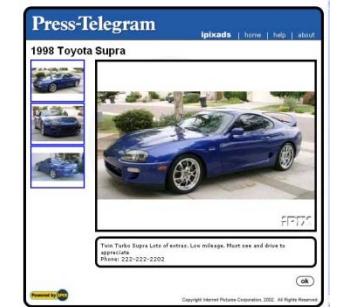 Press-Telegram
ipixads | home | help | about
1998 Toyota Supra
IPIX
Twin Turbo Supra Lots of extras. Low mileage. Must see and drive to
appreciate
Phone: 222-222-2202
ok
Powered by IPIX
Copyright Internet Pictures Corporation, 2002. All Rights Reserved